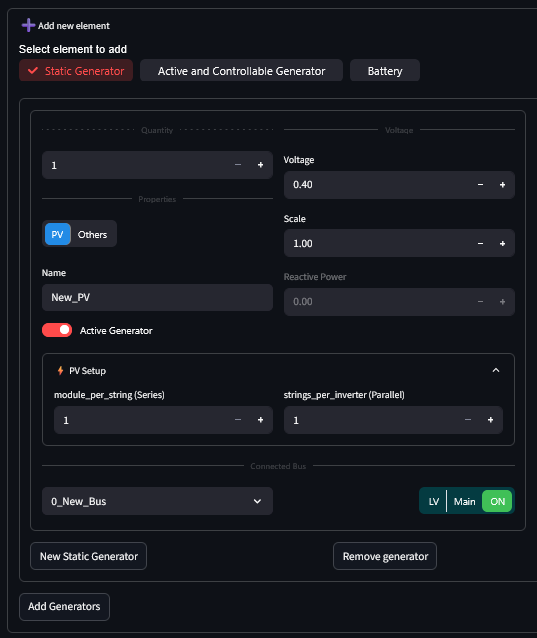 Add new element
Select element to add
Static Generator
Active and Controllable Generator
Battery
Quantity
Voltage
1
Voltage
0.40
Properties
Scale
PV
Others
1.00
Name
Reactive Power
New_PV
0.00
Active Generator
PV Setup
module_per_string (Series)
strings_per_inverter (Parallel)
1
1
Connected Bus
0_New_Bus
LV
Main
ON
New Static Generator
Remove generator
Add Generators